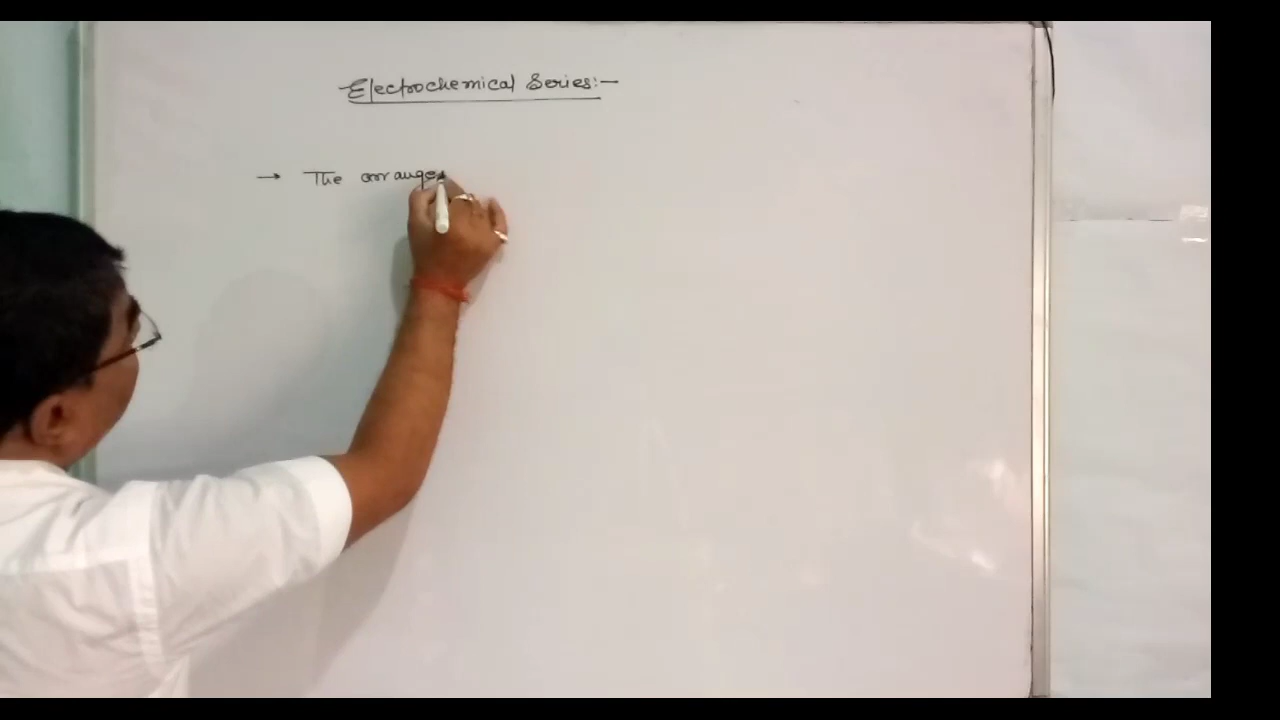 Electrochemical Series:-
→ The arrange